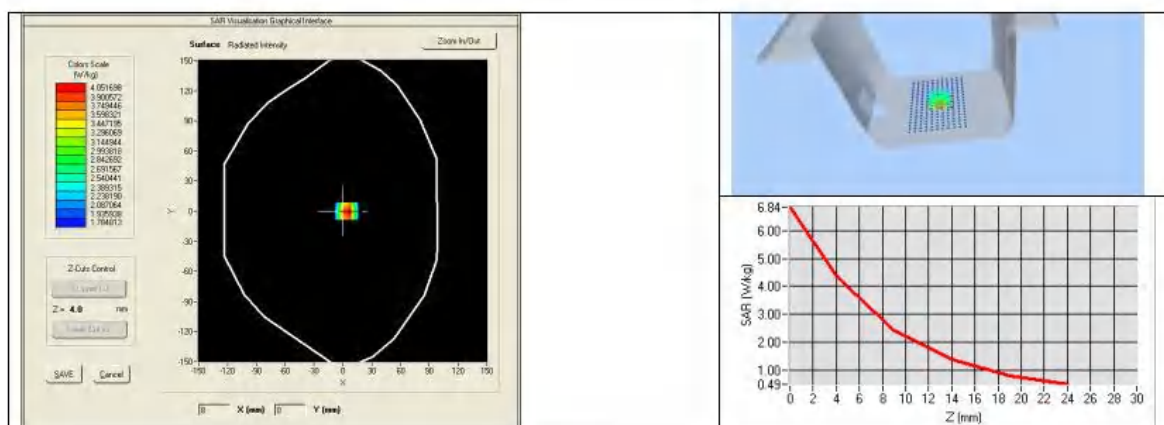 SAR Visualisation Graphical Interface
Surface Radiated Intensity
Zoom In/Out
Colors Scale
(W/kg)
4.051698
3.900572
3.749446
3.598321
3.447195
3.296069
3.144944
2.993818
2.842692
2.691567
2.540441
2.389315
2.238190
2.087064
1.935938
1.784813
150
120
90
60
30
0
-30
-60
-90
-120
-150
Y
-150 -120 -90 -60 -30 0 30 60 90 120 150
X
Z-Cuts Control
Z = 4.0 mm
SAVE Cancel
0 X (mm) 0 Y (mm)
6.84
6.00
5.00
4.00
3.00
2.00
1.00
0.49
SAR (W/kg)
0 2 4 6 8 10 12 14 16 18 20 22 24 26 28 30
Z (mm)